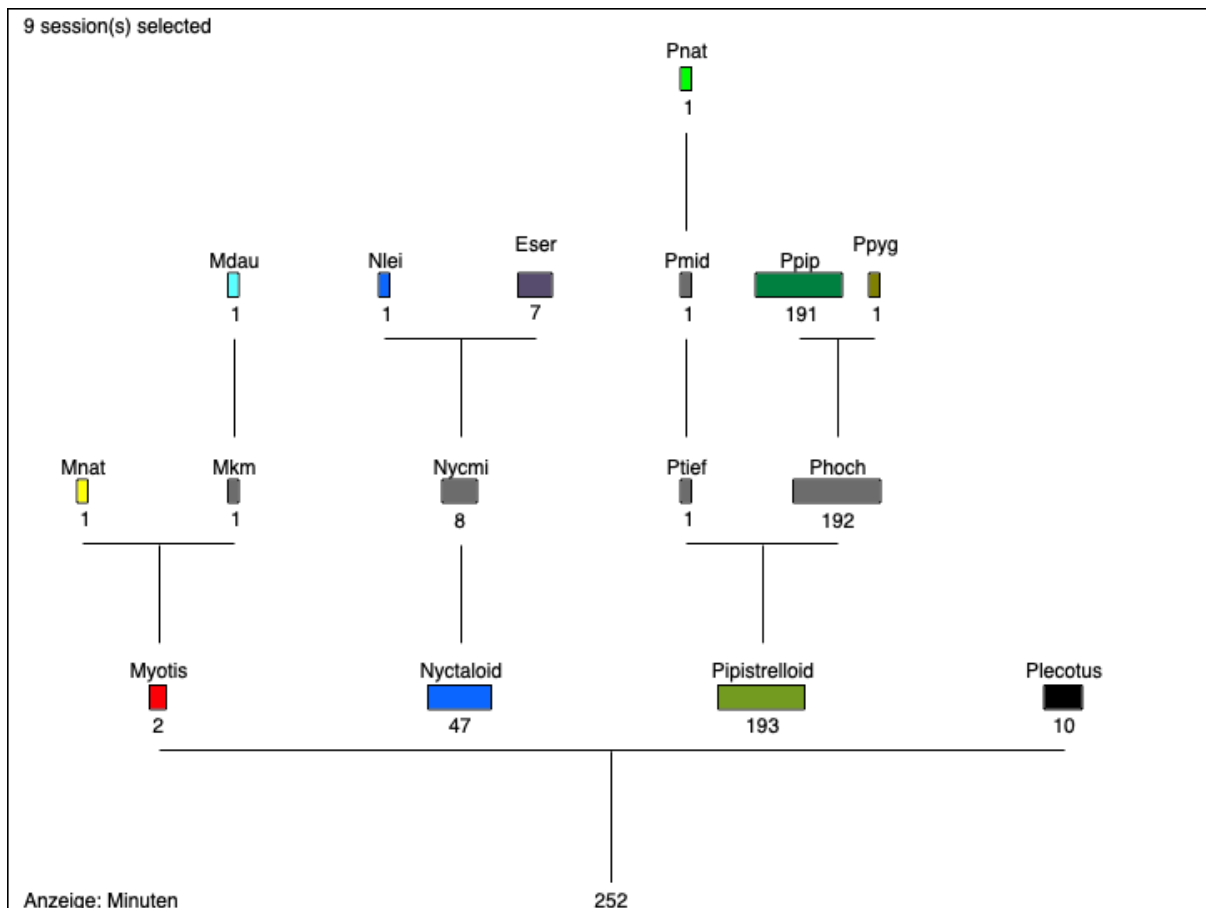 9 session(s) selected
Pnat
1
Mdau Nlei Eser Pmid Ppip Ppyg
1 1 7 1 191 1
Mnat Mkm Nycmi Ptief Phoch
1 1 8 1 192
Myotis Nyctaloid Pipistrelloid Plecotus
2 47 193 10
Anzeige: Minuten 252